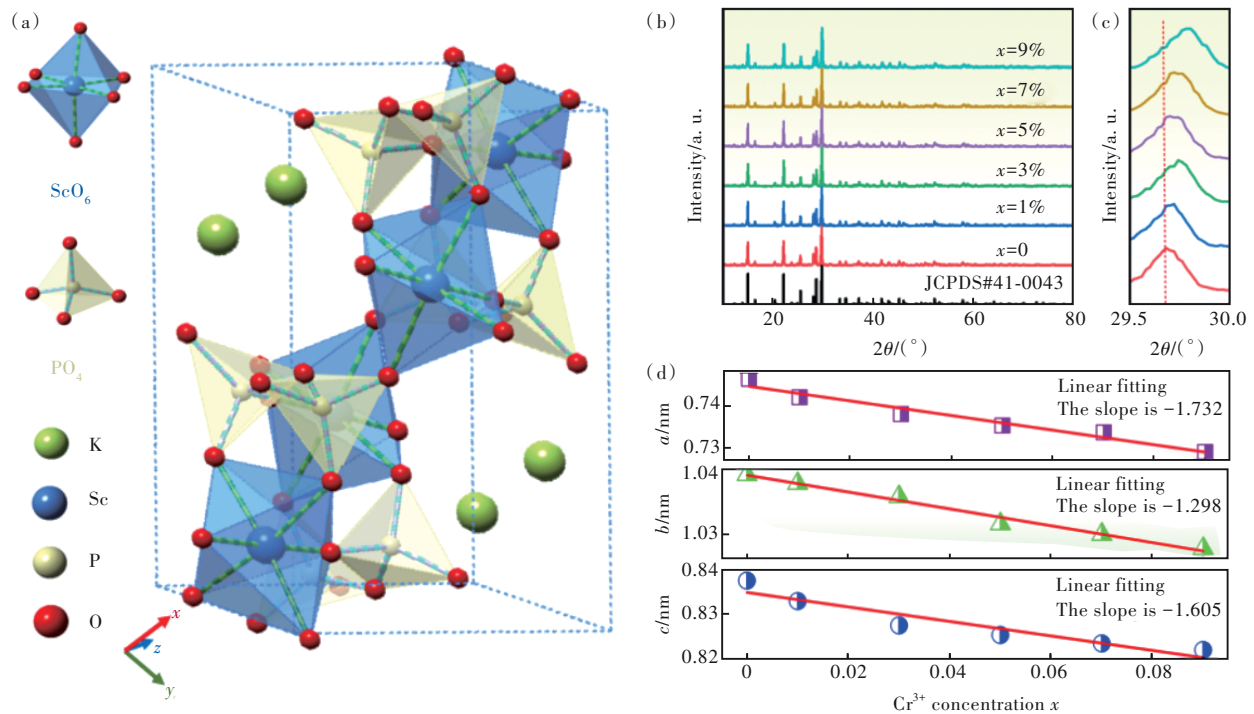 (a)
ScO₆
PO₄
K
Sc
P
O
x
z
y
(b)
Intensity/a. u.
x=9%
x=7%
x=5%
x=3%
x=1%
x=0
JCPDS#41-0043
20 40 60 80
2θ/(°)
(c)
Intensity/a. u.
29.5 30.0
2θ/(°)
(d)
a/nm
0.74
0.73
Linear fitting
The slope is −1.732
b/nm
1.04
1.03
Linear fitting
The slope is −1.298
c/nm
0.84
0.83
0.82
Linear fitting
The slope is −1.605
0 0.02 0.04 0.06 0.08
Cr³⁺ concentration x